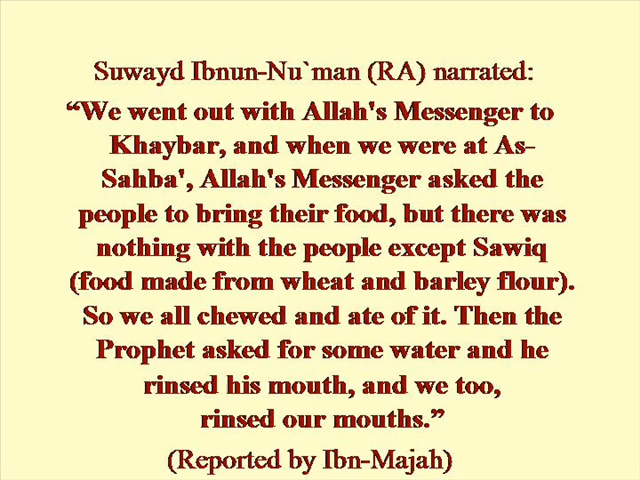 Suwayd Ibnun-Nu`man (RA) narrated:
“We went out with Allah's Messenger to
Khaybar, and when we were at As-
Sahba', Allah's Messenger asked the
people to bring their food, but there was
nothing with the people except Sawiq
(food made from wheat and barley flour).
So we all chewed and ate of it. Then the
Prophet asked for some water and he
rinsed his mouth, and we too,
rinsed our mouths.”
(Reported by Ibn-Majah)